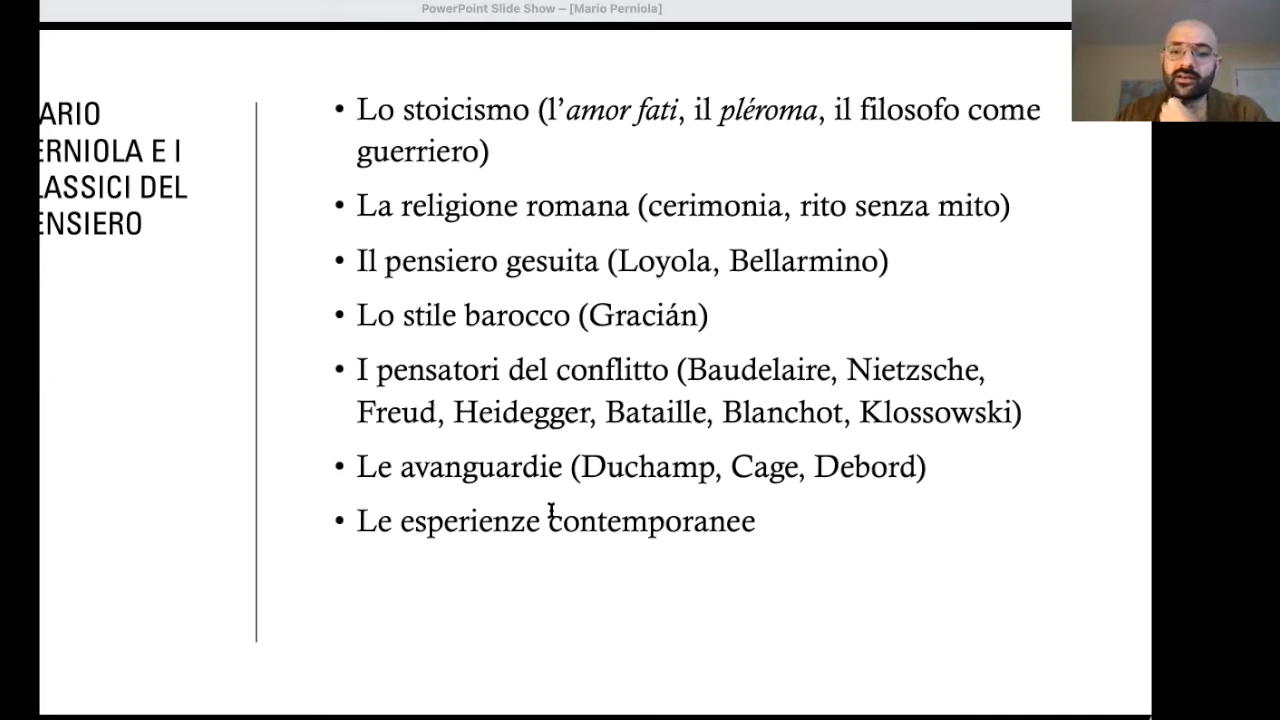 PowerPoint Slide Show – [Mario Perniola]
ARIO
ERNIOLA E I
LASSICI DEL
ENSIERO
• Lo stoicismo (l’amor fati, il pléroma, il filosofo come
guerriero)
• La religione romana (cerimonia, rito senza mito)
• Il pensiero gesuita (Loyola, Bellarmino)
• Lo stile barocco (Gracián)
• I pensatori del conflitto (Baudelaire, Nietzsche,
Freud, Heidegger, Bataille, Blanchot, Klossowski)
• Le avanguardie (Duchamp, Cage, Debord)
• Le esperienze contemporanee